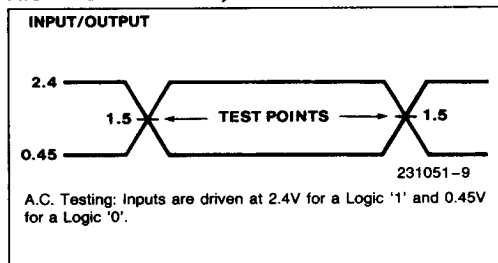 INPUT/OUTPUT
2.4
1.5 TEST POINTS 1.5
0.45
231051-9
A.C. Testing: Inputs are driven at 2.4V for a Logic '1' and 0.45V
for a Logic '0'.